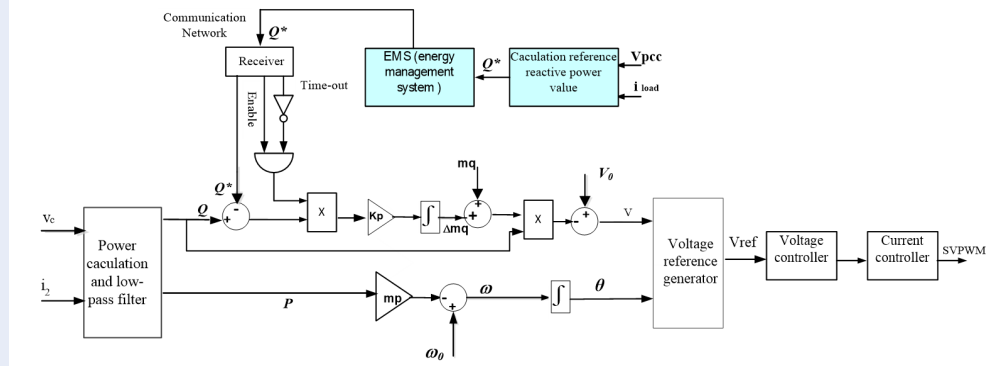 Communication
Network
Q*
Receiver
Time-out
Enable
EMS (energy
management
system )
Q*
Caculation reference
reactive power
value
Vpcc
i load
Q*
Q
-
+
X
Kp
∫
Δmq
mq
+
+
X
V0
-
+
V
Vc
i2
Power
caculation
and low-
pass filter
P
mp
-
+
ω
ω0
∫
θ
Voltage
reference
generator
Vref
Voltage
controller
Current
controller
SVPWM